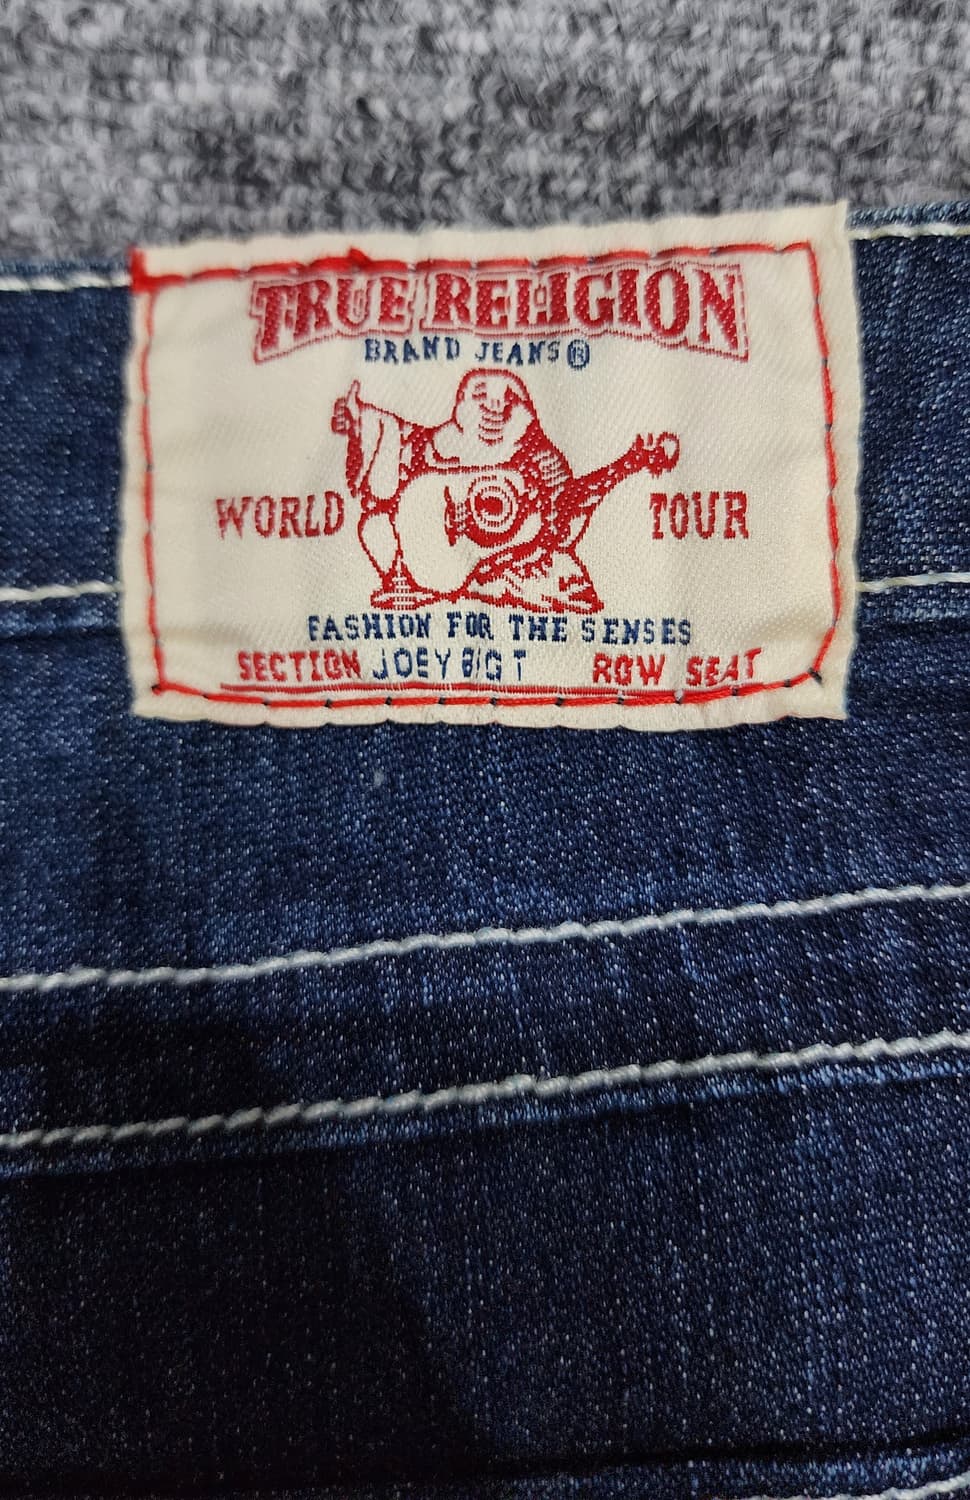 TRUE RELIGION
BRAND JEANS®
WORLD TOUR
FASHION FOR THE SENSES
SECTION JOEY BIG T ROW SEAT